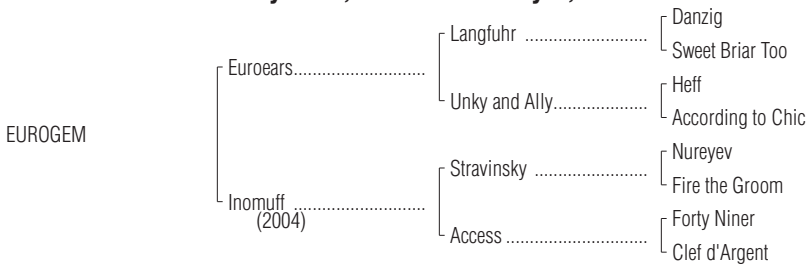 Danzig
Langfuhr ..........................
Sweet Briar Too
Euroears............................
Heff
Unky and Ally....................
According to Chic
EUROGEM
Nureyev
Stravinsky ........................
Fire the Groom
Inomuff ............................
(2004)
Forty Niner
Access ..............................
Clef d'Argent